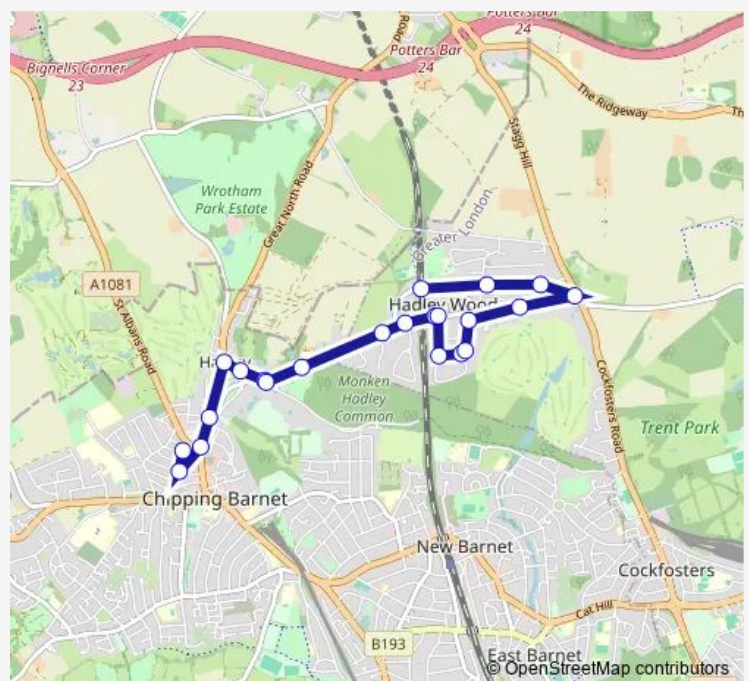 Potters Bar
24
Road
Potters Bar
24
Bignells Corner
23
The Ridgeway
Stagg Hill
Wrotham
Park Estate
Great North Road
Greater London
A1081
St Albans Road
Hadley Wood
Monken
Hadley
Common
Cockfosters Road
Trent Park
Chipping Barnet
New Barnet
Cockfosters
Cat Hill
B193
East Barnet
© OpenStreetMap contributors